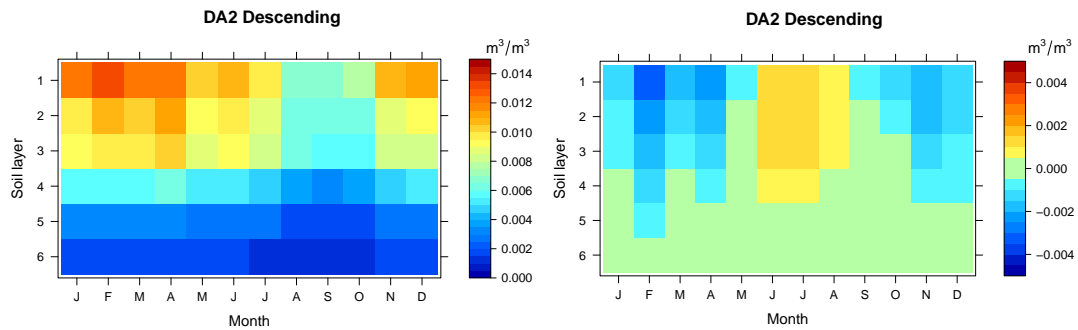 DA2 Descending
m³/m³
1
2
3
4
5
6
Soil layer
J F M A M J J A S O N D
Month
0.014
0.012
0.010
0.008
0.006
0.004
0.002
0.000
DA2 Descending
m³/m³
1
2
3
4
5
6
Soil layer
J F M A M J J A S O N D
Month
0.004
0.002
0.000
−0.002
−0.004